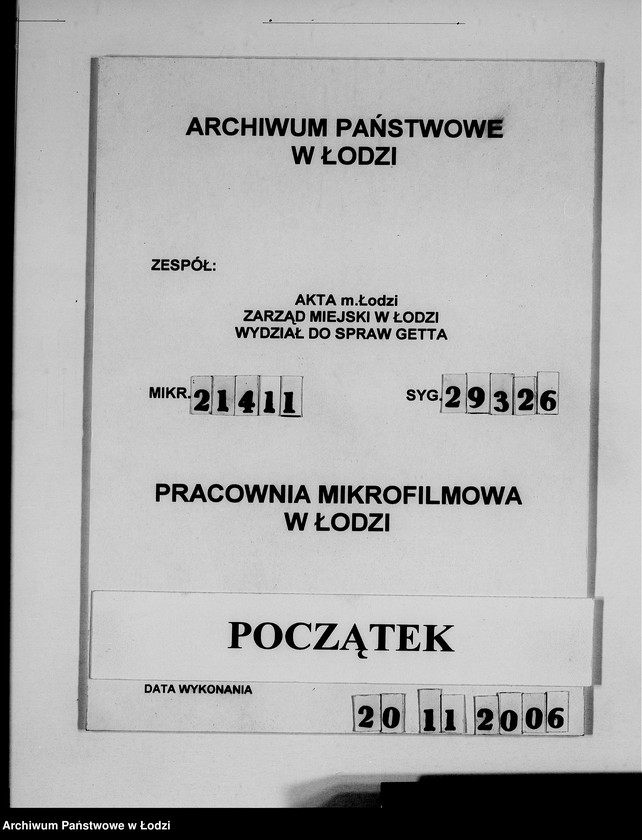 ARCHIWUM PAŃSTWOWE
W ŁODZI
ZESPÓŁ:
AKTA m.Łodzi
ZARZĄD MIEJSKI W ŁODZI
WYDZIAŁ DO SPRAW GETTA
MIKR. 21411 SYG. 29326
PRACOWNIA MIKROFILMOWA
W ŁODZI
POCZĄTEK
DATA WYKONANIA
20 11 2006
Archiwum Państwowe w Łodzi